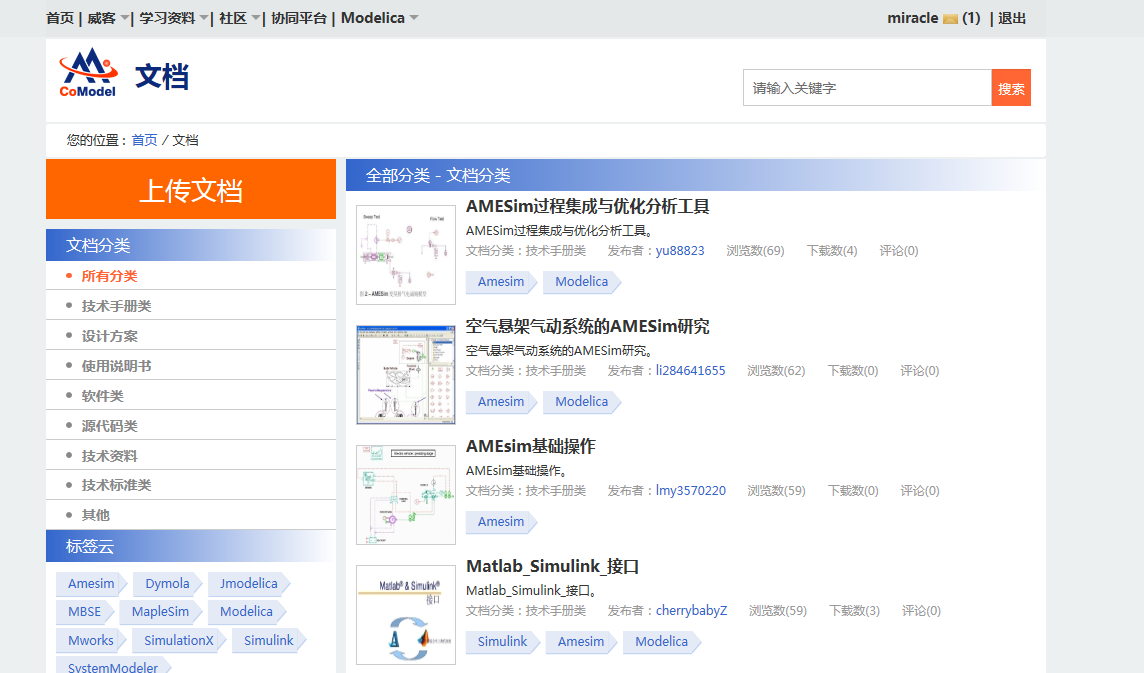 首页 | 威客 | 学习资料 | 社区 | 协同平台 | Modelica
miracle (1) | 退出
CoModel 文档
请输入关键字 搜索
您的位置：首页 / 文档
上传文档
文档分类
所有分类
技术手册类
设计方案
使用说明书
软件类
源代码类
技术资料
技术标准类
其他
标签云
Amesim Dymola Jmodelica
MBSE MapleSim Modelica
Mworks SimulationX Simulink
SystemModeler
全部分类 - 文档分类
AMESim过程集成与优化分析工具
AMESim过程集成与优化分析工具。
文档分类：技术手册类 发布者：yu88823 浏览数(69) 下载数(4) 评论(0)
Amesim Modelica
空气悬架气动系统的AMESim研究
空气悬架气动系统的AMESim研究。
文档分类：技术手册类 发布者：li284641655 浏览数(62) 下载数(0) 评论(0)
Amesim Modelica
AMEsim基础操作
AMEsim基础操作。
文档分类：技术手册类 发布者：lmy3570220 浏览数(59) 下载数(0) 评论(0)
Amesim
Matlab® & Simulink®
接口
Matlab_Simulink_接口
Matlab_Simulink_接口。
文档分类：技术手册类 发布者：cherrybabyZ 浏览数(59) 下载数(3) 评论(0)
Simulink Amesim Modelica